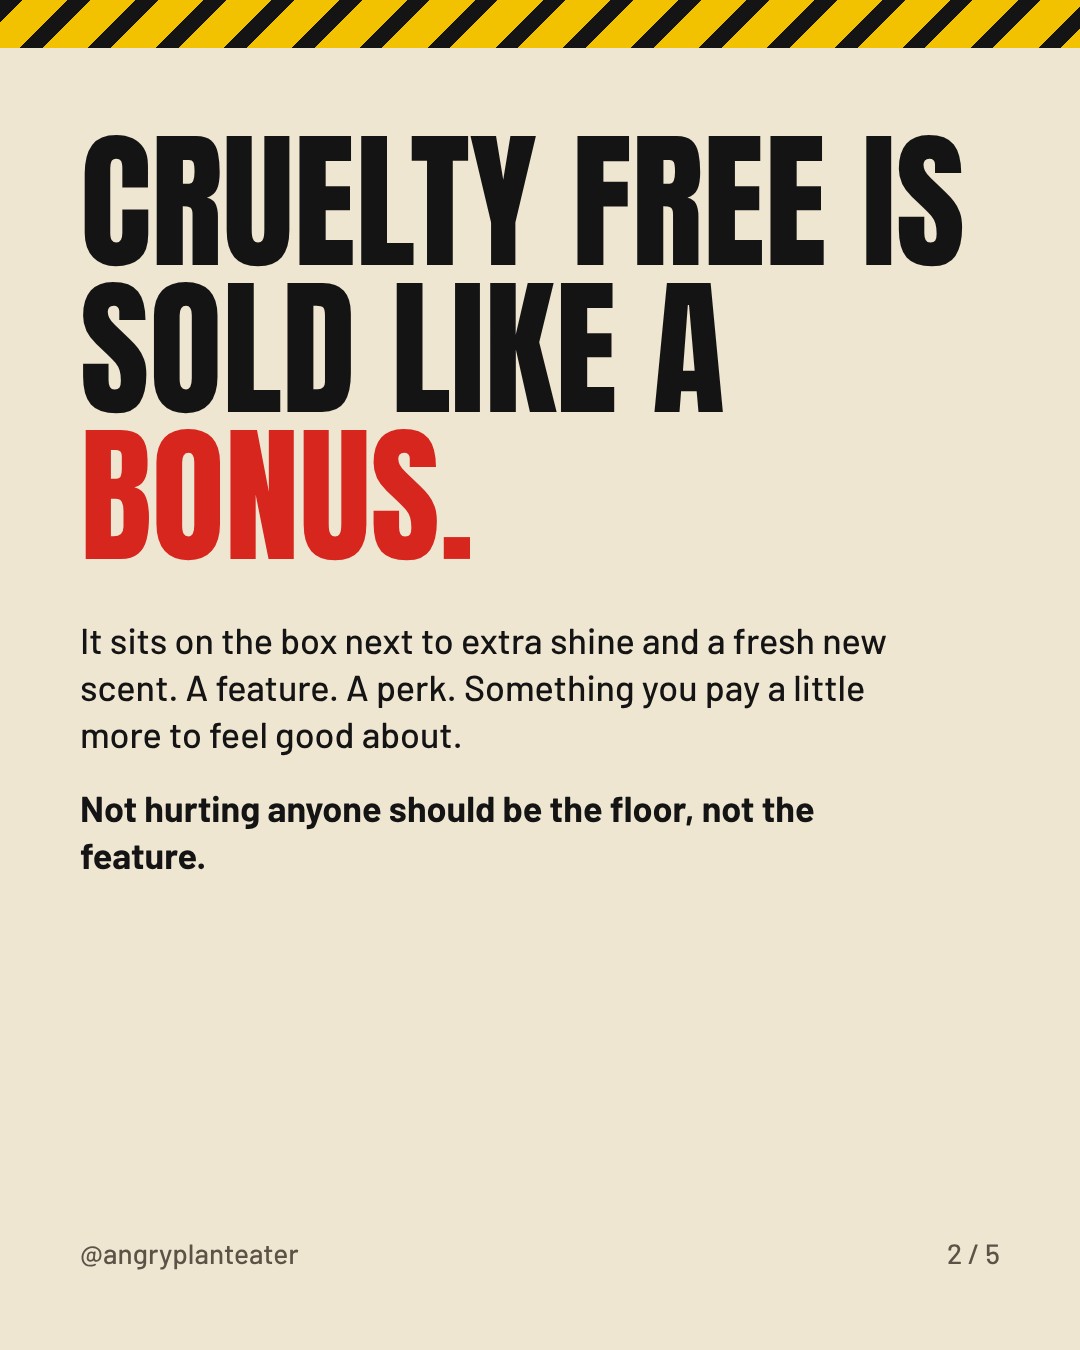 CRUELTY FREE IS
SOLD LIKE A
BONUS.
It sits on the box next to extra shine and a fresh new
scent. A feature. A perk. Something you pay a little
more to feel good about.
Not hurting anyone should be the floor, not the
feature.
@angryplanteater
2 / 5